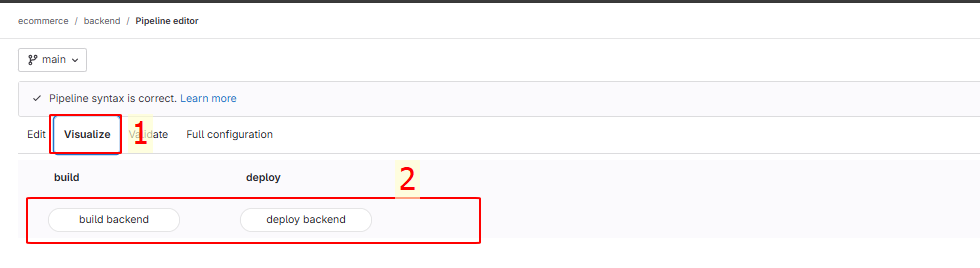 ecommerce / backend / Pipeline editor
main
Pipeline syntax is correct. Learn more
Edit Visualize 1 Validate Full configuration
build deploy 2
build backend deploy backend